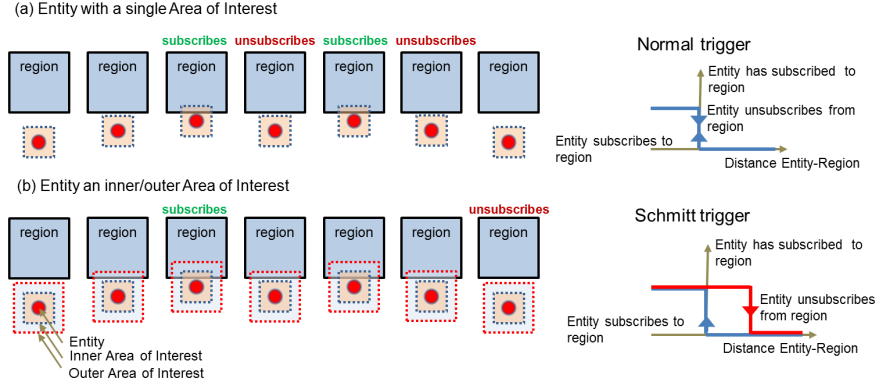 (a) Entity with a single Area of Interest
subscribes unsubscribes subscribes unsubscribes
region region region region region region region
Normal trigger
Entity has subscribed to
region
Entity unsubscribes from
region
Entity subscribes to
region
Distance Entity-Region
(b) Entity an inner/outer Area of Interest
subscribes unsubscribes
region region region region region region region
Entity
Inner Area of Interest
Outer Area of Interest
Schmitt trigger
Entity has subscribed to
region
Entity unsubscribes
from region
Entity subscribes to
region
Distance Entity-Region